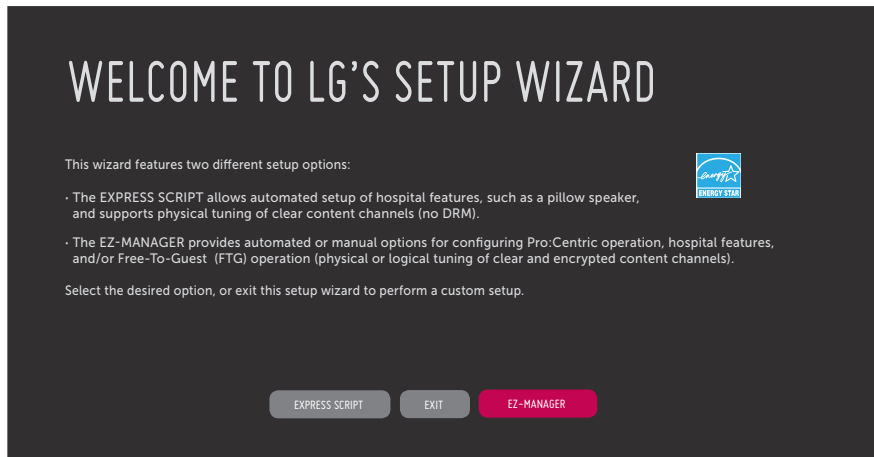 WELCOME TO LG'S SETUP WIZARD
This wizard features two different setup options:
· The EXPRESS SCRIPT allows automated setup of hospital features, such as a pillow speaker,
and supports physical tuning of clear content channels (no DRM).
energy
ENERGY STAR
· The EZ-MANAGER provides automated or manual options for configuring Pro:Centric operation, hospital features,
and/or Free-To-Guest (FTG) operation (physical or logical tuning of clear and encrypted content channels).
Select the desired option, or exit this setup wizard to perform a custom setup.
EXPRESS SCRIPT
EXIT
EZ-MANAGER